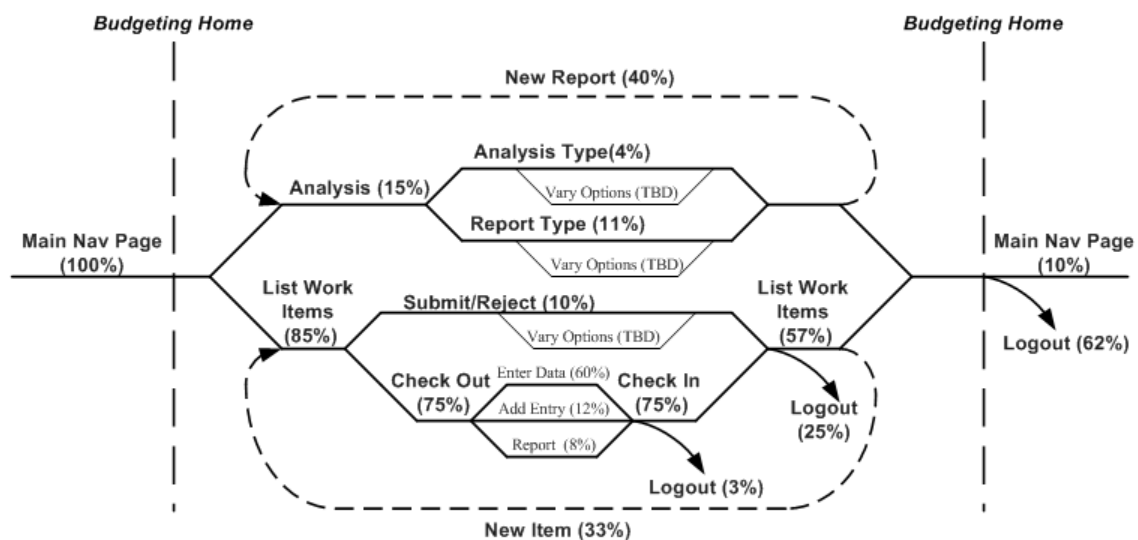 Budgeting Home
Budgeting Home
New Report (40%)
Analysis Type(4%)
Analysis (15%)
Vary Options (TBD)
Report Type (11%)
Main Nav Page
(100%)
Vary Options (TBD)
Main Nav Page
(10%)
List Work
Items
(85%)
Submit/Reject (10%)
List Work
Items
(57%)
Vary Options (TBD)
Logout (62%)
Check Out
(75%)
Enter Data (60%)
Check In
(75%)
Add Entry (12%)
Logout
(25%)
Report (8%)
Logout (3%)
New Item (33%)